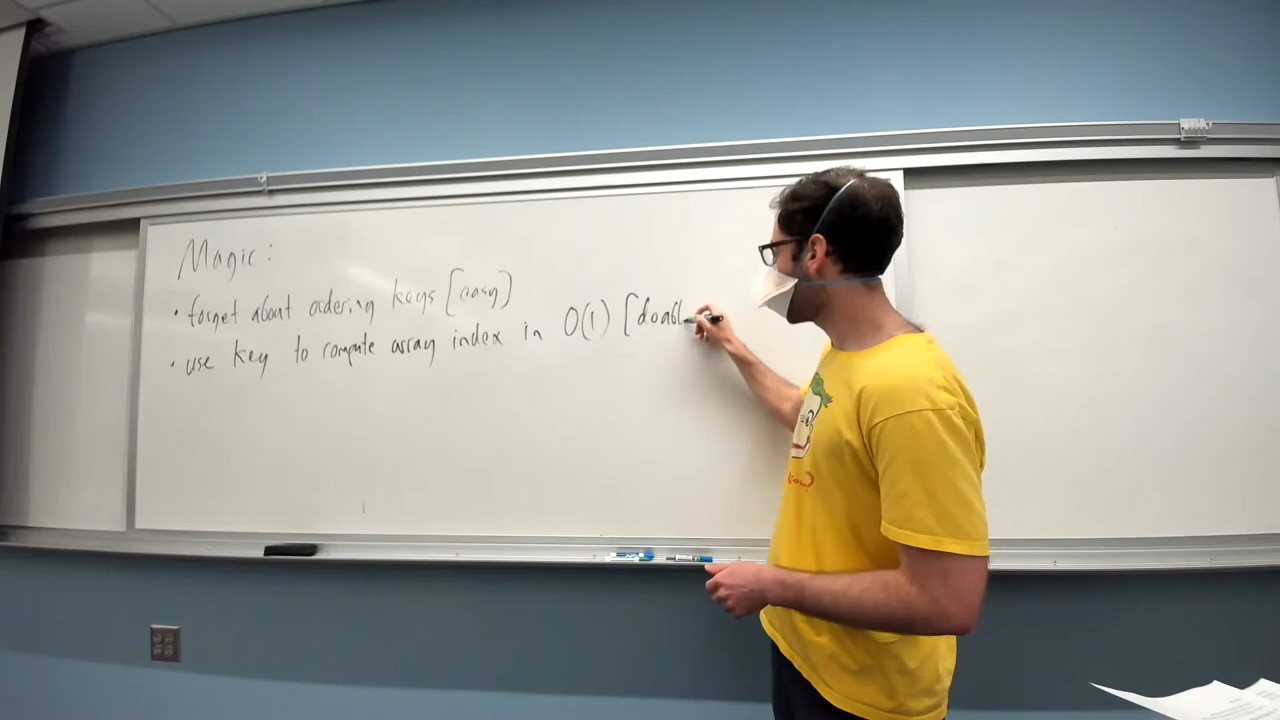 Magic:
• forget about ordering keys [easy]
• use key to compute array index in O(1) [doabl